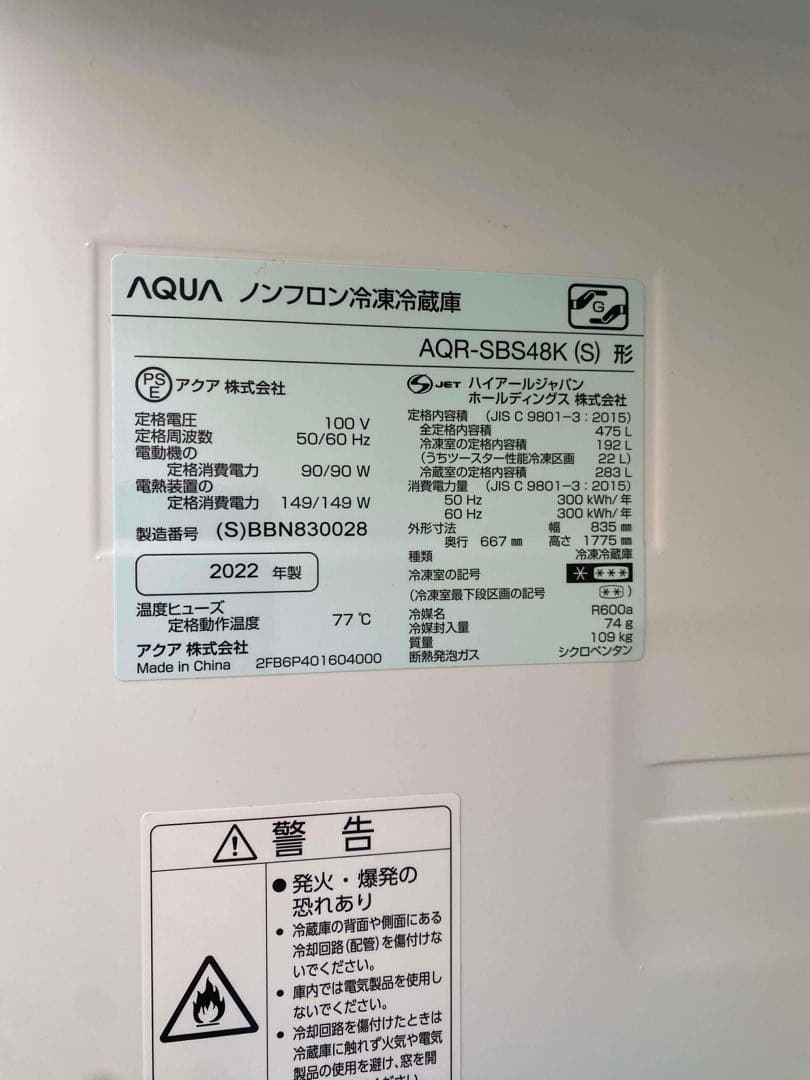 AQUA ノンフロン冷凍冷蔵庫
G
AQR-SBS48K (S) 形
PS
E
アクア 株式会社
定格電圧 100 V
定格周波数 50/60 Hz
電動機の
定格消費電力 90/90 W
電熱装置の
定格消費電力 149/149 W
製造番号 (S)BBN830028
2022 年製
温度ヒューズ
定格動作温度 77 ℃
アクア 株式会社
Made in China 2FB6P401604000
S JET ハイアールジャパン
ホールディングス 株式会社
定格内容積 (JIS C 9801-3:2015)
全定格内容積 475 L
冷凍室の定格内容積 192 L
(うちツースター性能冷凍区画 22 L)
冷蔵室の定格内容積 283 L
消費電力量 (JIS C 9801-3:2015)
50 Hz 300 kWh/年
60 Hz 300 kWh/年
外形寸法 幅 835 ㎜
奥行 667 ㎜ 高さ 1775 ㎜
種類 冷凍冷蔵庫
冷凍室の記号 * ***
(冷凍室最下段区画の記号 ** )
冷媒名 R600a
冷媒封入量 74 g
質量 109 kg
断熱発泡ガス シクロペンタン
警告
●発火・爆発の
恐れあり
● 冷蔵庫の背面や側面にある
冷却回路(配管)を傷付けな
いでください。
● 庫内では電気製品を使用し
ないでください。
● 冷却回路を傷付けたときは
冷蔵庫に触れず火気や電気
製品の使用を避け、窓を開